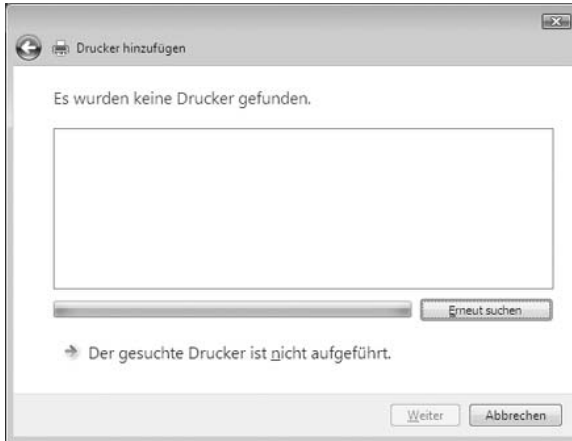 Drucker hinzufügen
Es wurden keine Drucker gefunden.
Erneut suchen
Der gesuchte Drucker ist nicht aufgeführt.
Weiter Abbrechen